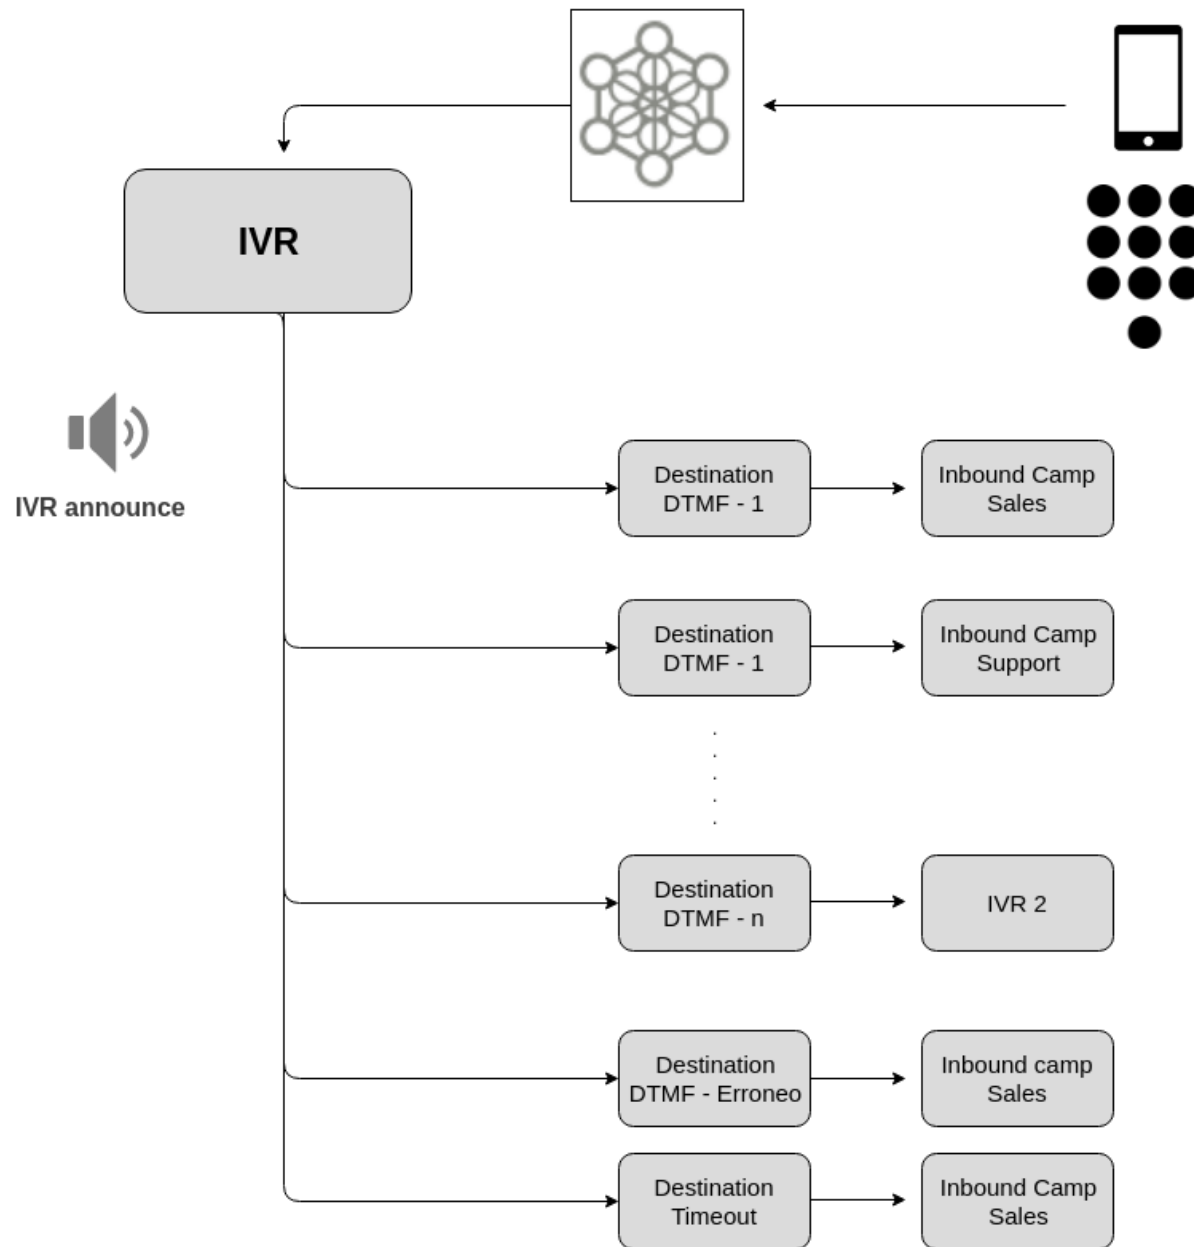 IVR
IVR announce
Destination
DTMF - 1
Inbound Camp
Sales
Destination
DTMF - 1
Inbound Camp
Support
Destination
DTMF - n
IVR 2
Destination
DTMF - Erroneo
Inbound camp
Sales
Destination
Timeout
Inbound Camp
Sales